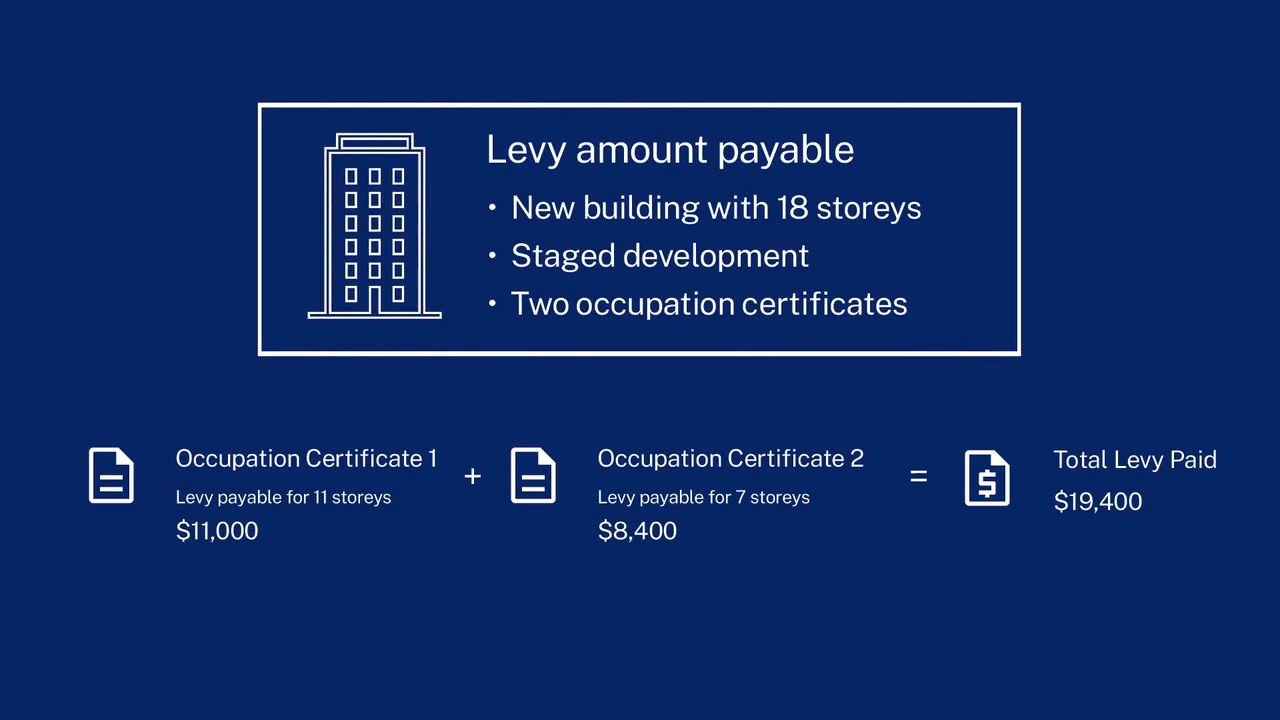 Levy amount payable
• New building with 18 storeys
• Staged development
• Two occupation certificates
Occupation Certificate 1
Levy payable for 11 storeys
$11,000
+
Occupation Certificate 2
Levy payable for 7 storeys
$8,400
=
Total Levy Paid
$19,400